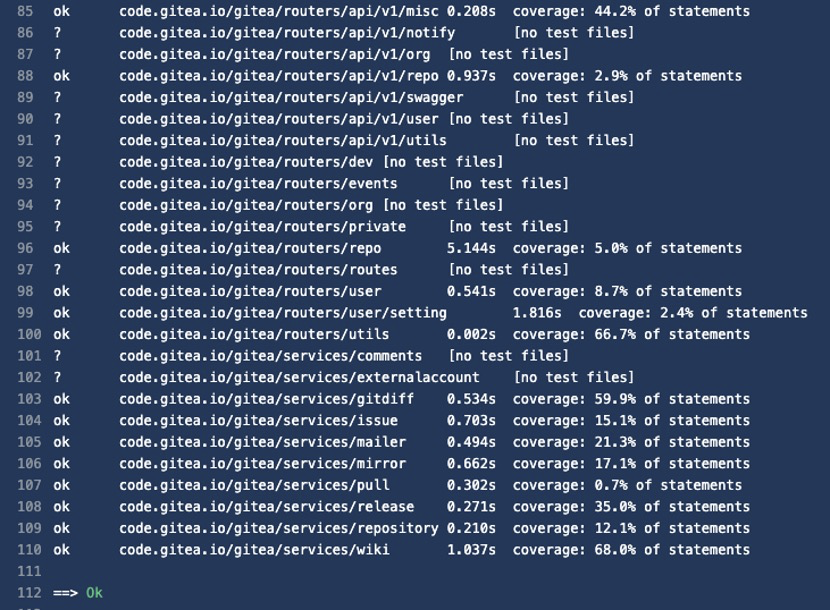 85 ok code.gitea.io/gitea/routers/api/v1/misc 0.208s coverage: 44.2% of statements
86 ? code.gitea.io/gitea/routers/api/v1/notify [no test files]
87 ? code.gitea.io/gitea/routers/api/v1/org [no test files]
88 ok code.gitea.io/gitea/routers/api/v1/repo 0.937s coverage: 2.9% of statements
89 ? code.gitea.io/gitea/routers/api/v1/swagger [no test files]
90 ? code.gitea.io/gitea/routers/api/v1/user [no test files]
91 ? code.gitea.io/gitea/routers/api/v1/utils [no test files]
92 ? code.gitea.io/gitea/routers/dev [no test files]
93 ? code.gitea.io/gitea/routers/events [no test files]
94 ? code.gitea.io/gitea/routers/org [no test files]
95 ? code.gitea.io/gitea/routers/private [no test files]
96 ok code.gitea.io/gitea/routers/repo 5.144s coverage: 5.0% of statements
97 ? code.gitea.io/gitea/routers/routes [no test files]
98 ok code.gitea.io/gitea/routers/user 0.541s coverage: 8.7% of statements
99 ok code.gitea.io/gitea/routers/user/setting 1.816s coverage: 2.4% of statements
100 ok code.gitea.io/gitea/routers/utils 0.002s coverage: 66.7% of statements
101 ? code.gitea.io/gitea/services/comments [no test files]
102 ? code.gitea.io/gitea/services/externalaccount [no test files]
103 ok code.gitea.io/gitea/services/gitdiff 0.534s coverage: 59.9% of statements
104 ok code.gitea.io/gitea/services/issue 0.703s coverage: 15.1% of statements
105 ok code.gitea.io/gitea/services/mailer 0.494s coverage: 21.3% of statements
106 ok code.gitea.io/gitea/services/mirror 0.662s coverage: 17.1% of statements
107 ok code.gitea.io/gitea/services/pull 0.302s coverage: 0.7% of statements
108 ok code.gitea.io/gitea/services/release 0.271s coverage: 35.0% of statements
109 ok code.gitea.io/gitea/services/repository 0.210s coverage: 12.1% of statements
110 ok code.gitea.io/gitea/services/wiki 1.037s coverage: 68.0% of statements
111
112 ==> Ok